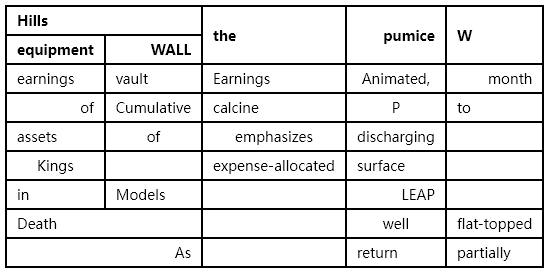 Hills the pumice W
equipment WALL
earnings vault Earnings Animated, month
of Cumulative calcine P to
assets of emphasizes discharging
Kings expense-allocated surface
in Models LEAP
Death well flat-topped
As return partially